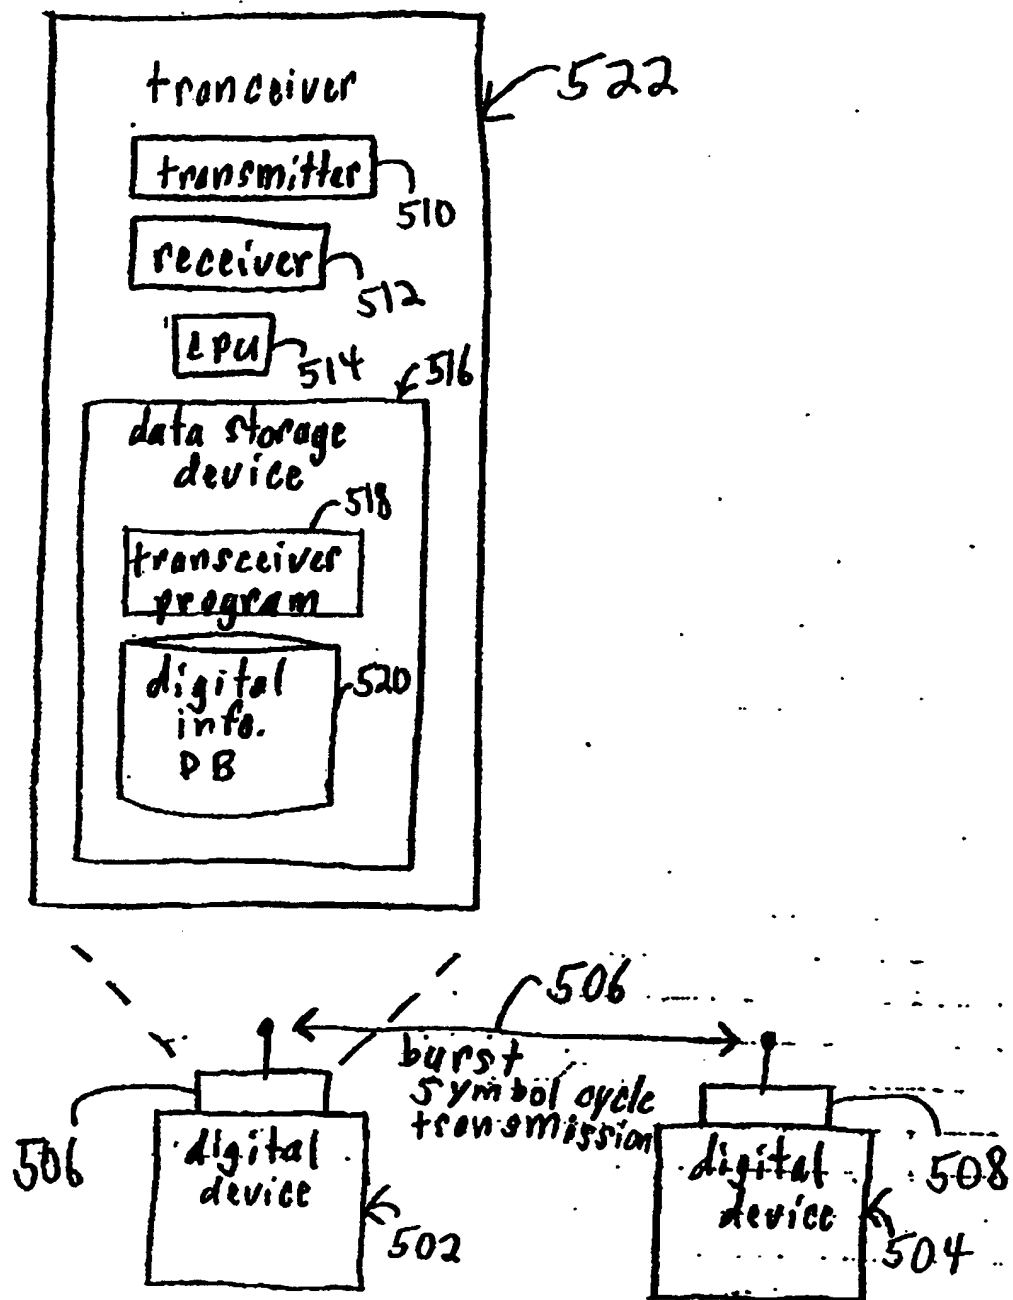 tranceiver
522
transmitter
510
receiver
512
CPU
514
516
data storage
device
518
transceiver
program
digital
info.
DB
520
506
burst
symbol cycle
transmission
506
digital
device
502
508
digital
device
504